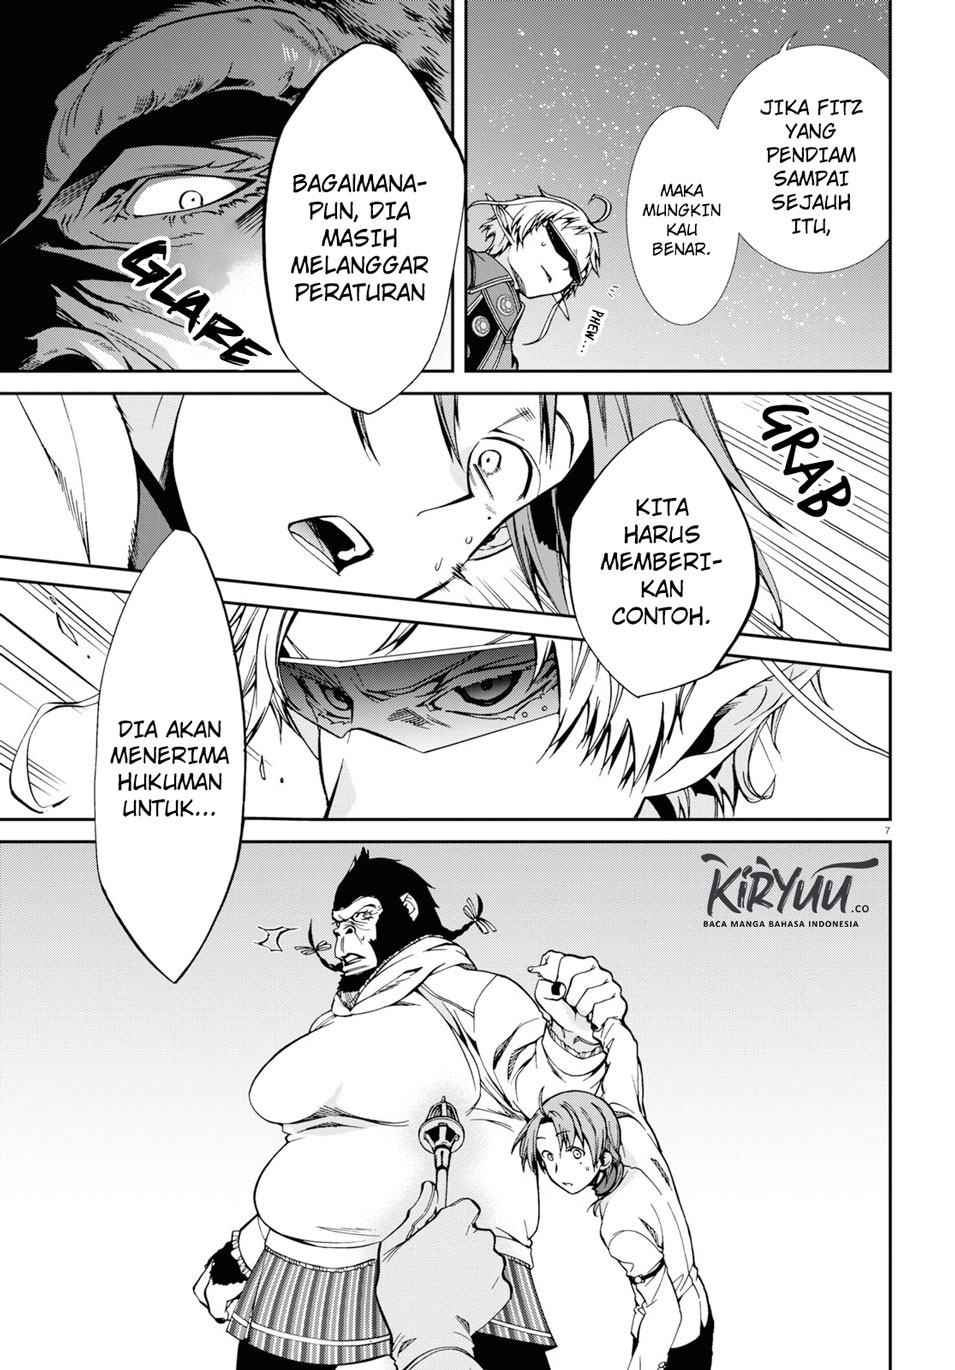 JIKA FITZ
YANG
PENDIAM
SAMPAI
SEJAUH
ITU,
MAKA
MUNGKIN
KAU
BENAR.
PHEW...
BAGAIMANA-
PUN, DIA
MASIH
MELANGGAR
PERATURAN
GLARE
GRAB
KITA
HARUS
MEMBERI-
KAN
CONTOH.
DIA AKAN
MENERIMA
HUKUMAN
UNTUK...
7
KIRYUU.CO
BACA MANGA BAHASA INDONESIA